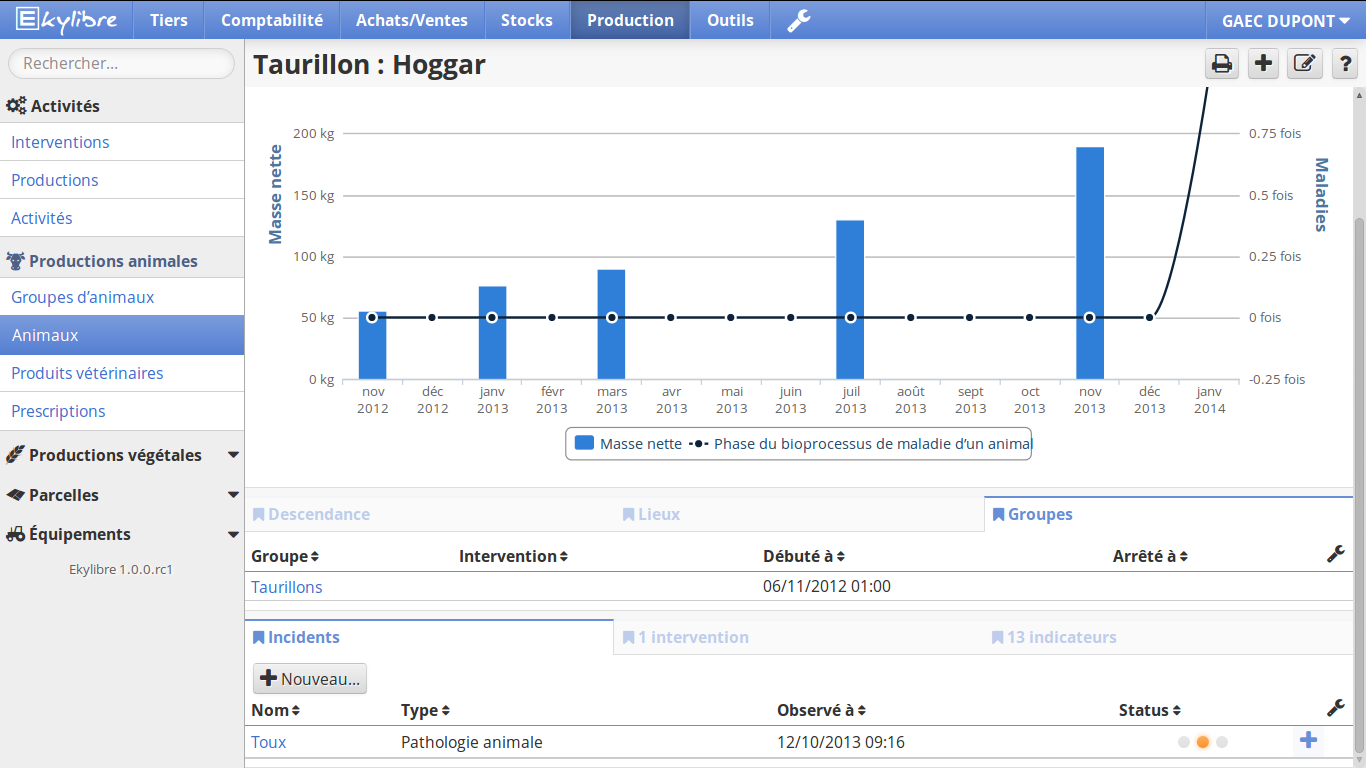 Ekylibre Tiers Comptabilité Achats/Ventes Stocks Production Outils GAEC DUPONT
Rechercher...
Activités
Interventions
Productions
Activités
Productions animales
Groupes d’animaux
Animaux
Produits vétérinaires
Prescriptions
Productions végétales
Parcelles
Équipements
Ekylibre 1.0.0.rc1
Taurillon : Hoggar
?
Masse nette
200 kg
150 kg
100 kg
50 kg
0 kg
0.75 fois
0.5 fois
0.25 fois
0 fois
-0.25 fois
Maladies
nov déc janv févr mars avr mai juin juil août sept oct nov déc janv
2012 2012 2013 2013 2013 2013 2013 2013 2013 2013 2013 2013 2013 2013 2014
Masse nette Phase du bioprocessus de maladie d’un animal
Descendance Lieux Groupes
Groupe Intervention Débuté à Arrêté à
Taurillons 06/11/2012 01:00
Incidents 1 intervention 13 indicateurs
Nouveau...
Nom Type Observé à Status
Toux Pathologie animale 12/10/2013 09:16